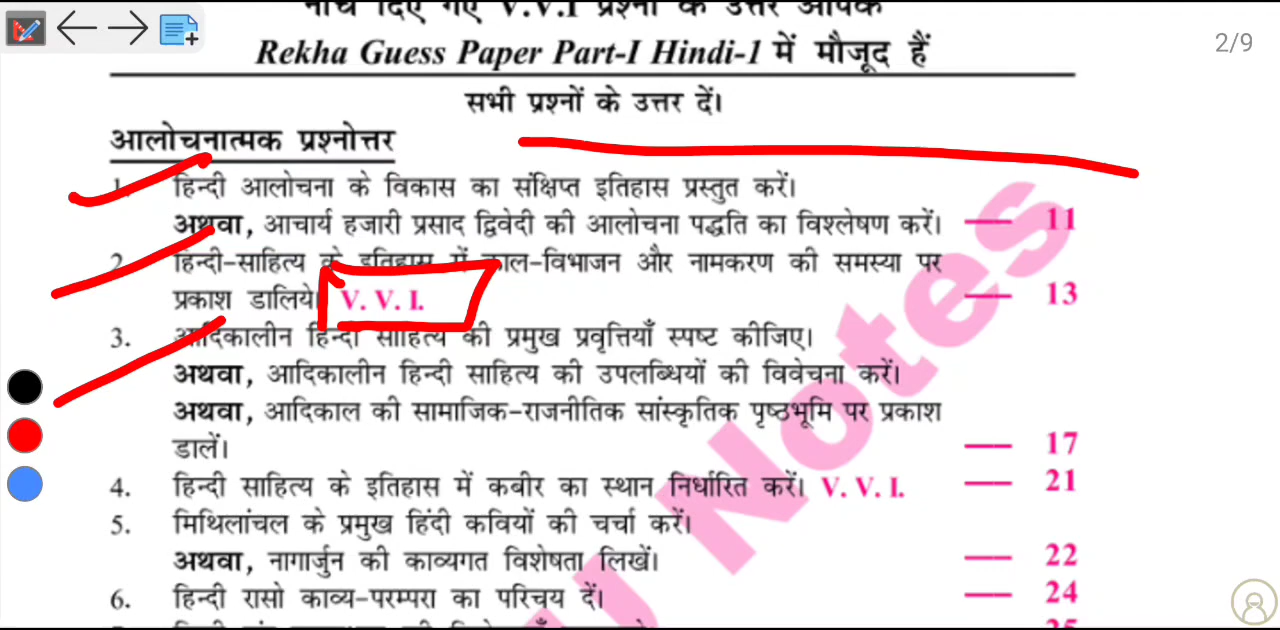 नीचे दिए गए V.V.I प्रश्नों के उत्तर आपके
2/9
Rekha Guess Paper Part-I Hindi-1 में मौजूद हैं
सभी प्रश्नों के उत्तर दें।
आलोचनात्मक प्रश्नोत्तर
1. हिन्दी आलोचना के विकास का संक्षिप्त इतिहास प्रस्तुत करें।
अथवा, आचार्य हजारी प्रसाद द्विवेदी की आलोचना पद्धति का विश्लेषण करें। — 11
2. हिन्दी-साहित्य के इतिहास में काल-विभाजन और नामकरण की समस्या पर
प्रकाश डालिये। V. V. I. — 13
3. आदिकालीन हिन्दी साहित्य की प्रमुख प्रवृत्तियाँ स्पष्ट कीजिए।
अथवा, आदिकालीन हिन्दी साहित्य की उपलब्धियों की विवेचना करें।
अथवा, आदिकाल की सामाजिक-राजनीतिक सांस्कृतिक पृष्ठभूमि पर प्रकाश
डालें। — 17
4. हिन्दी साहित्य के इतिहास में कबीर का स्थान निर्धारित करें। V. V. I. — 21
5. मिथिलांचल के प्रमुख हिंदी कवियों की चर्चा करें।
अथवा, नागार्जुन की काव्यगत विशेषता लिखें। — 22
6. हिन्दी रासो काव्य-परम्परा का परिचय दें। — 24
U Notes